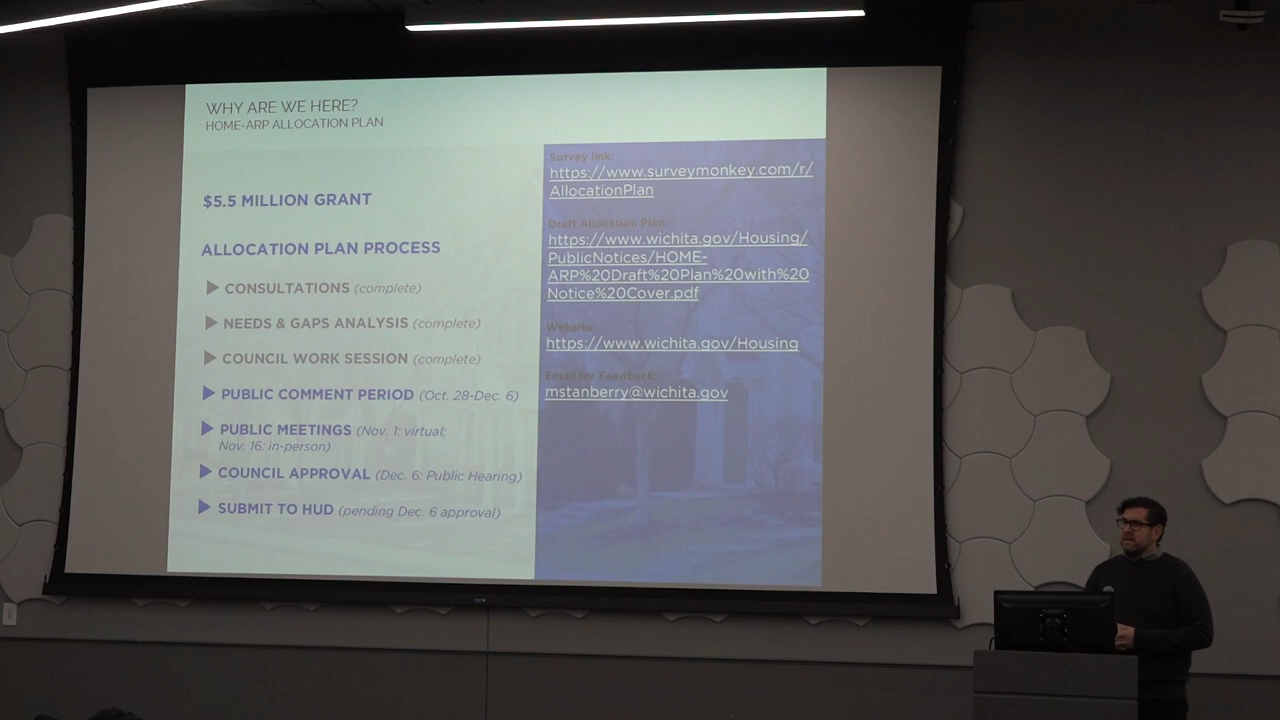 WHY ARE WE HERE?
HOME-ARP ALLOCATION PLAN
$5.5 MILLION GRANT
ALLOCATION PLAN PROCESS
CONSULTATIONS (complete)
NEEDS & GAPS ANALYSIS (complete)
COUNCIL WORK SESSION (complete)
PUBLIC COMMENT PERIOD (Oct. 28-Dec. 6)
PUBLIC MEETINGS (Nov. 1: virtual;
Nov. 16: in-person)
COUNCIL APPROVAL (Dec. 6: Public Hearing)
SUBMIT TO HUD (pending Dec. 6 approval)
Survey link:
https://www.surveymonkey.com/r/
AllocationPlan
Draft Allocation Plan:
https://www.wichita.gov/Housing/
PublicNotices/HOME-
ARP%20Draft%20Plan%20with%20
Notice%20Cover.pdf
Website:
https://www.wichita.gov/Housing
Email for Feedback:
mstanberry@wichita.gov